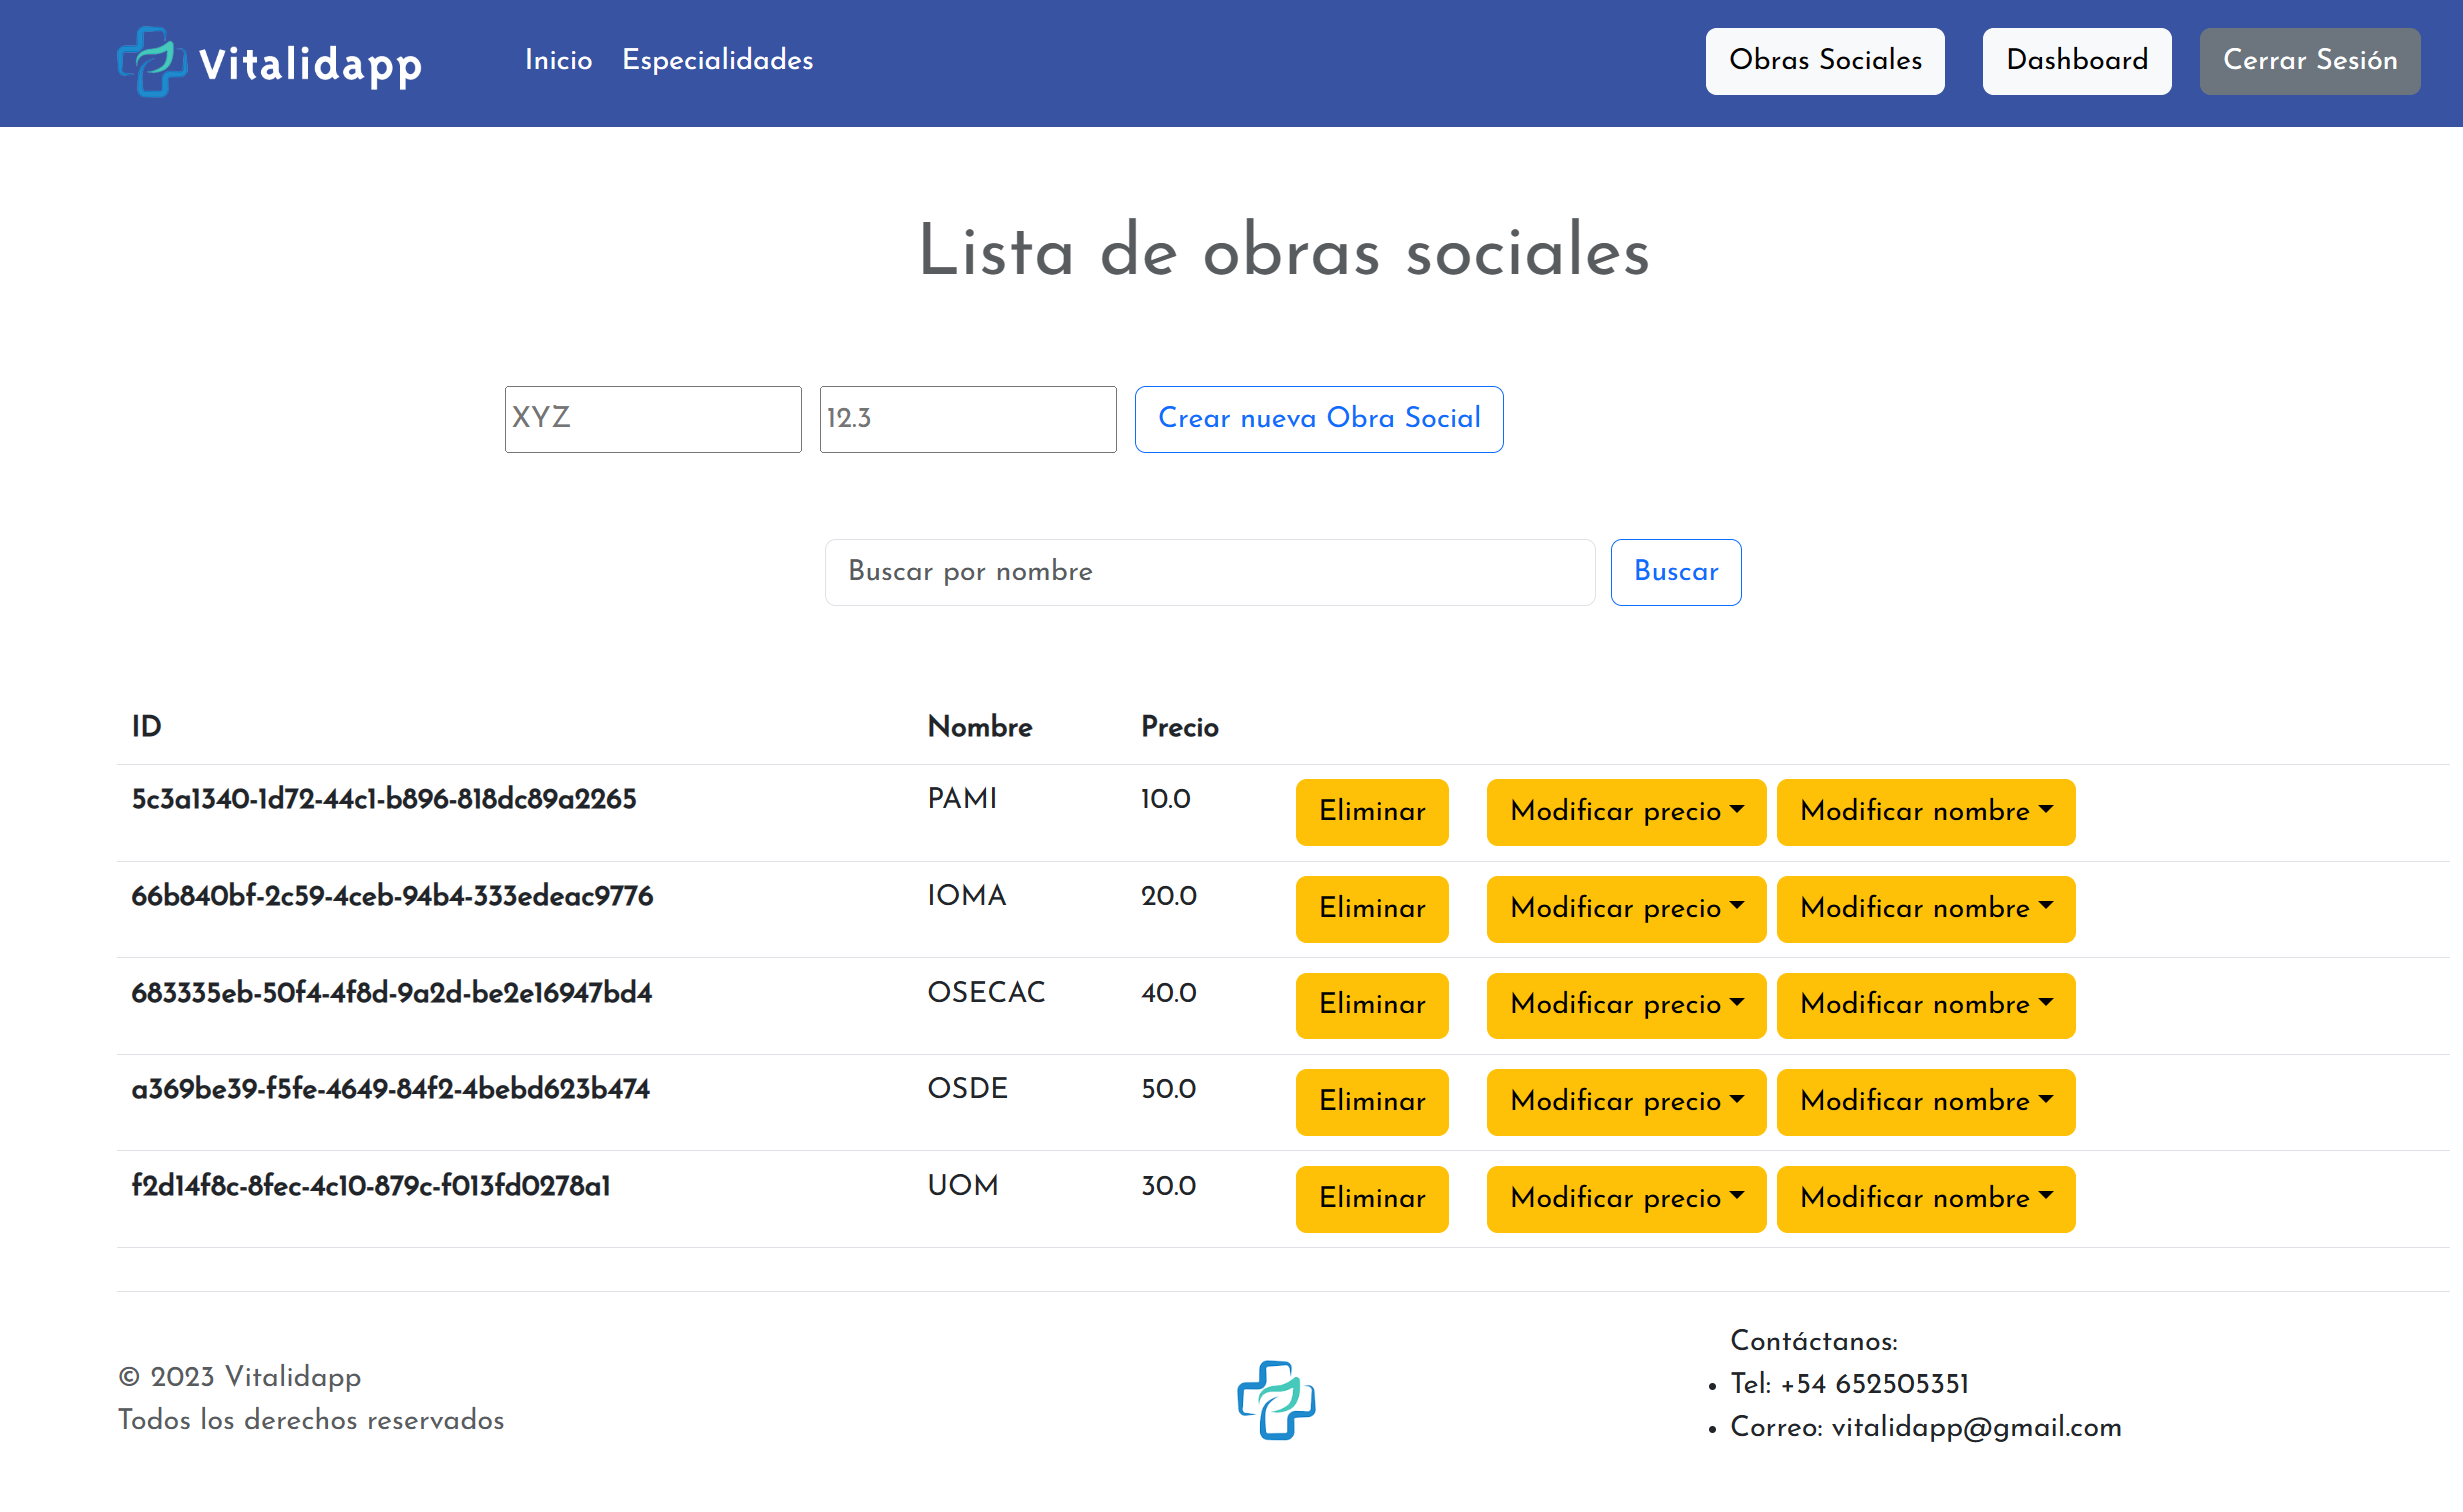 Vitalidapp Inicio Especialidades Obras Sociales Dashboard Cerrar Sesión
Lista de obras sociales
XYZ 12.3 Crear nueva Obra Social
Buscar por nombre Buscar
ID Nombre Precio
5c3a1340-1d72-44c1-b896-818dc89a2265 PAMI 10.0 Eliminar Modificar precio Modificar nombre
66b840bf-2c59-4ceb-94b4-333edeac9776 IOMA 20.0 Eliminar Modificar precio Modificar nombre
683335eb-50f4-4f8d-9a2d-be2e16947bd4 OSECAC 40.0 Eliminar Modificar precio Modificar nombre
a369be39-f5fe-4649-84f2-4bebd623b474 OSDE 50.0 Eliminar Modificar precio Modificar nombre
f2d14f8c-8fec-4c10-879c-f013fd0278a1 UOM 30.0 Eliminar Modificar precio Modificar nombre
© 2023 Vitalidapp
Todos los derechos reservados
Contáctanos:
• Tel: +54 652505351
• Correo: vitalidapp@gmail.com